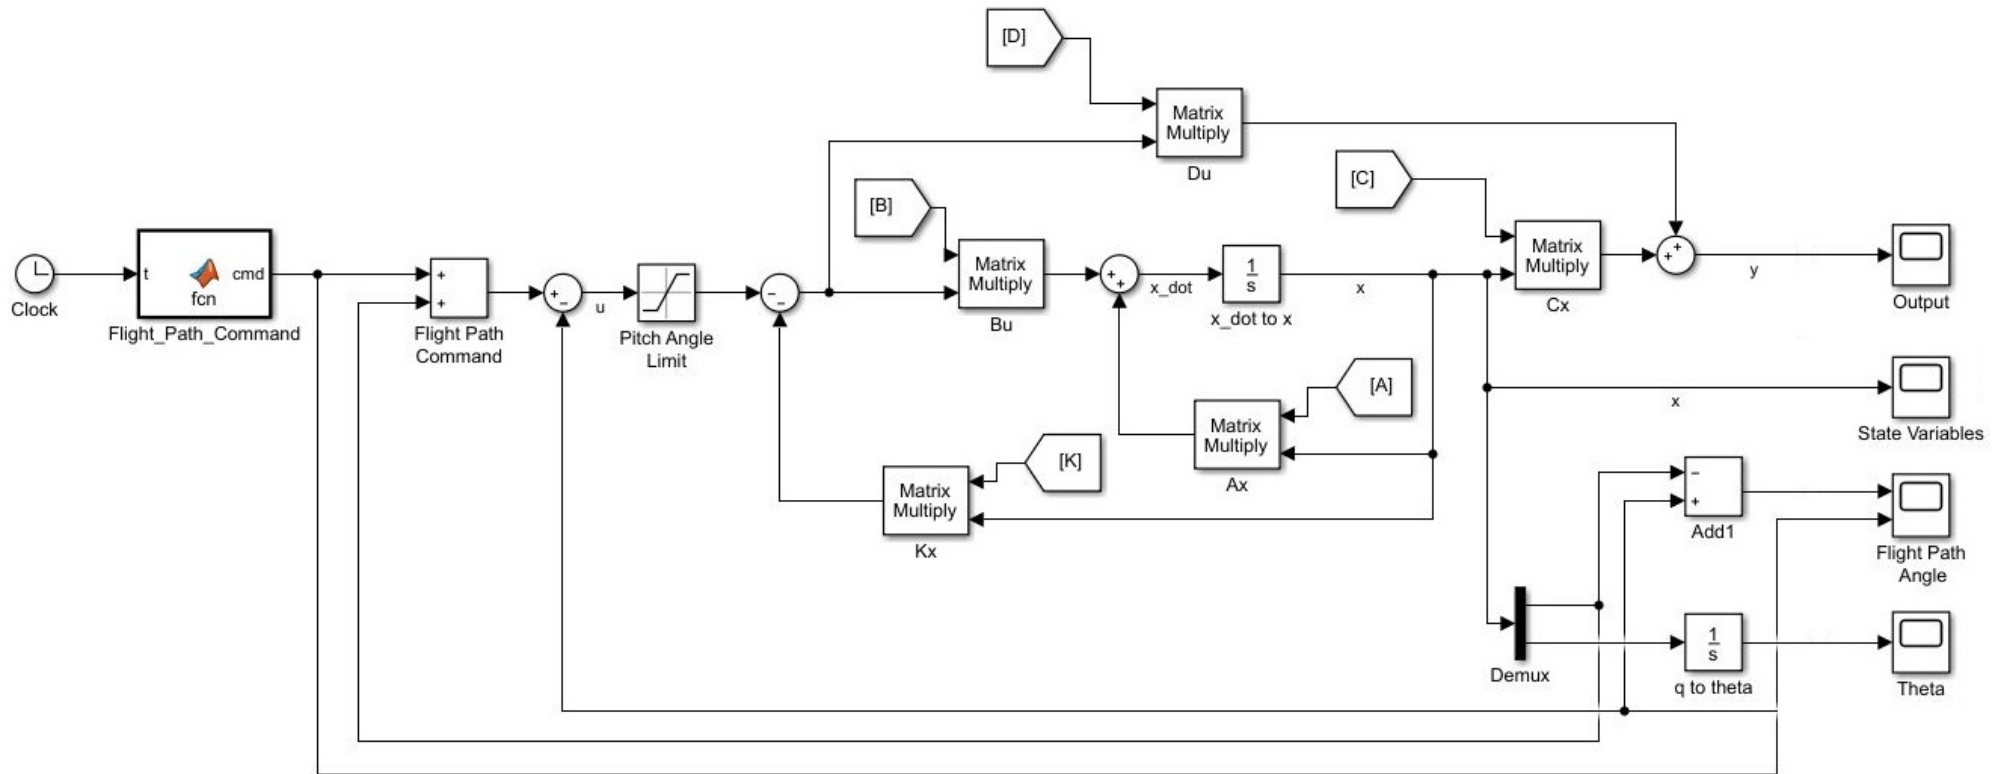 [D]
Matrix
Multiply
Du
[C]
[B]
t
cmd
fcn
Clock
Flight_Path_Command
+
+
Flight Path
Command
+
−
u
Pitch Angle
Limit
−
−
Matrix
Multiply
Bu
+
+
x_dot
1
s
x_dot to x
x
Matrix
Multiply
Cx
+
+
y
Output
[A]
Matrix
Multiply
Ax
x
State Variables
[K]
Matrix
Multiply
Kx
−
+
Add1
Flight Path
Angle
Demux
1
s
q to theta
Theta